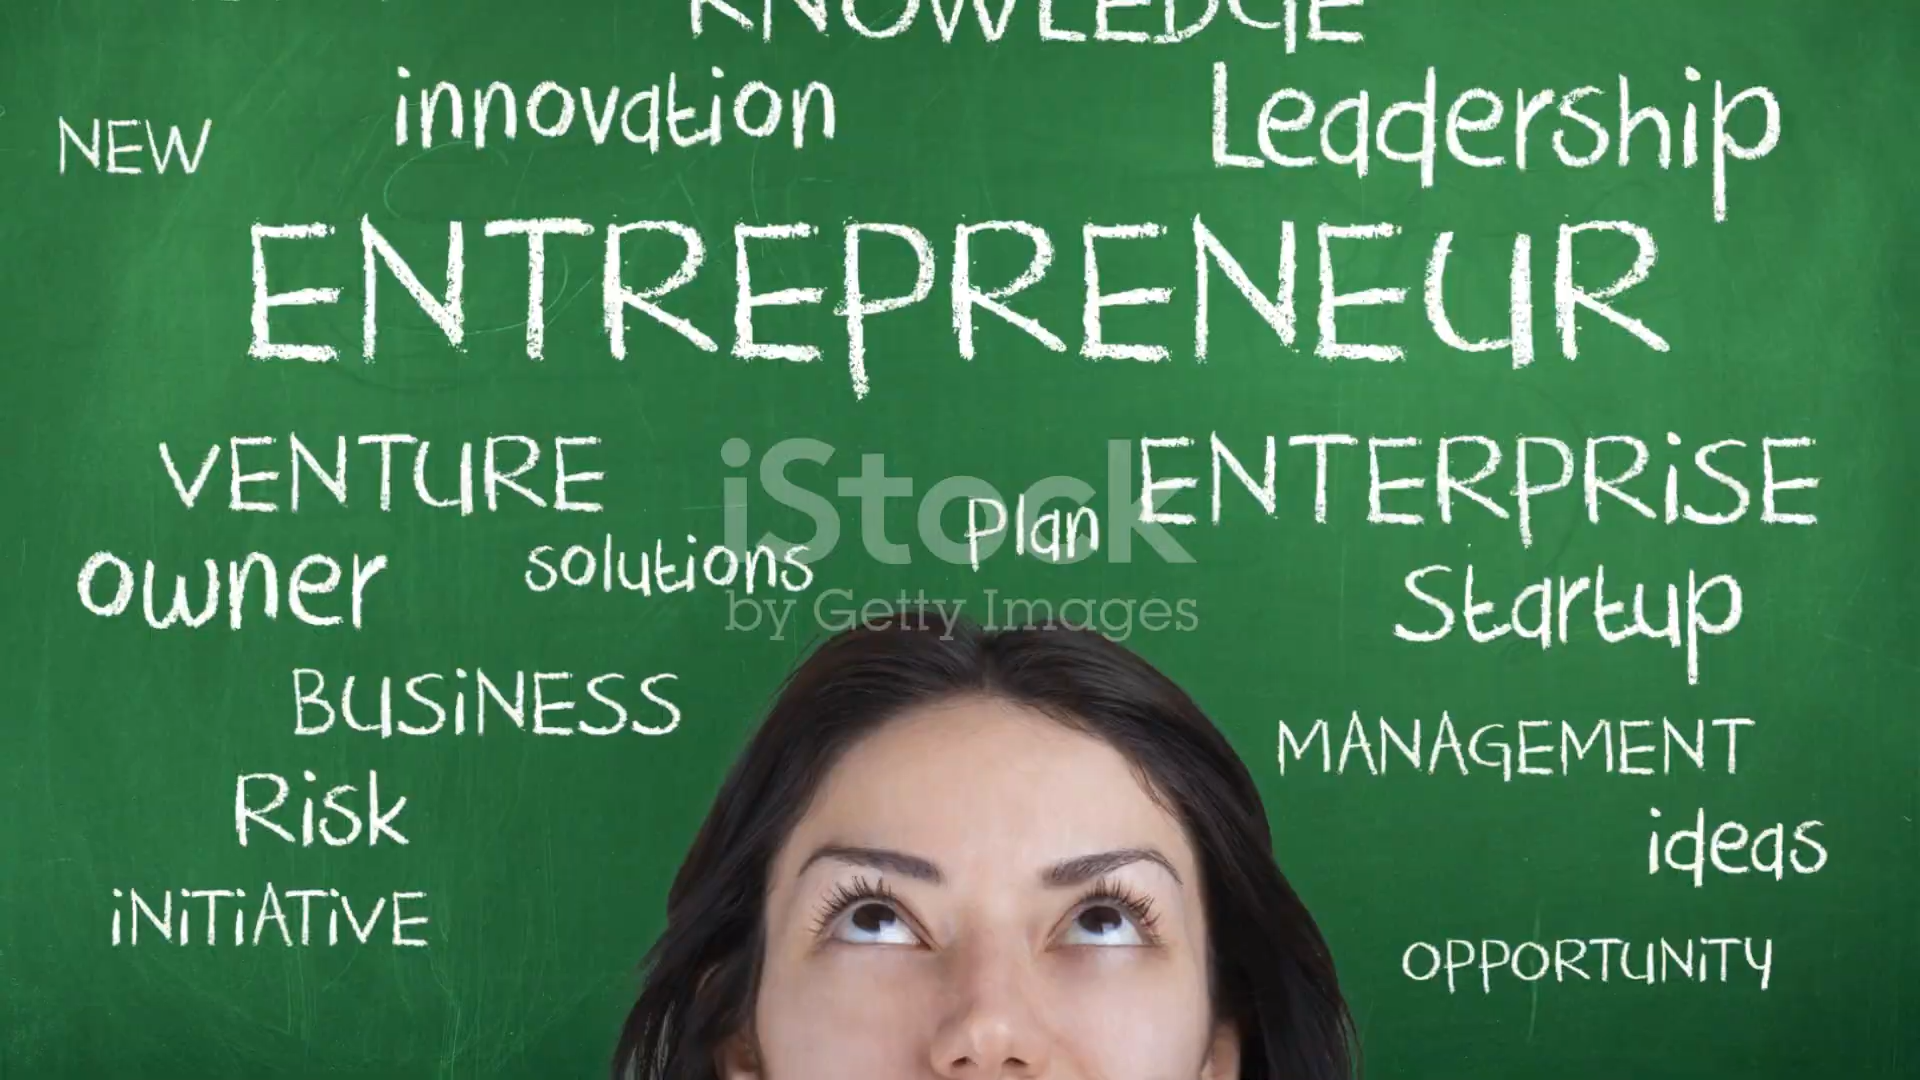 KNOWLEDGE
innovation
Leadership
NEW
ENTREPRENEUR
VENTURE
ENTERPRiSE
iStock
by Getty Images
Plan
owner
solutions
Startup
BUSiNESS
MANAGEMENT
Risk
ideas
iNiTiATiVE
OPPORTUNiTY